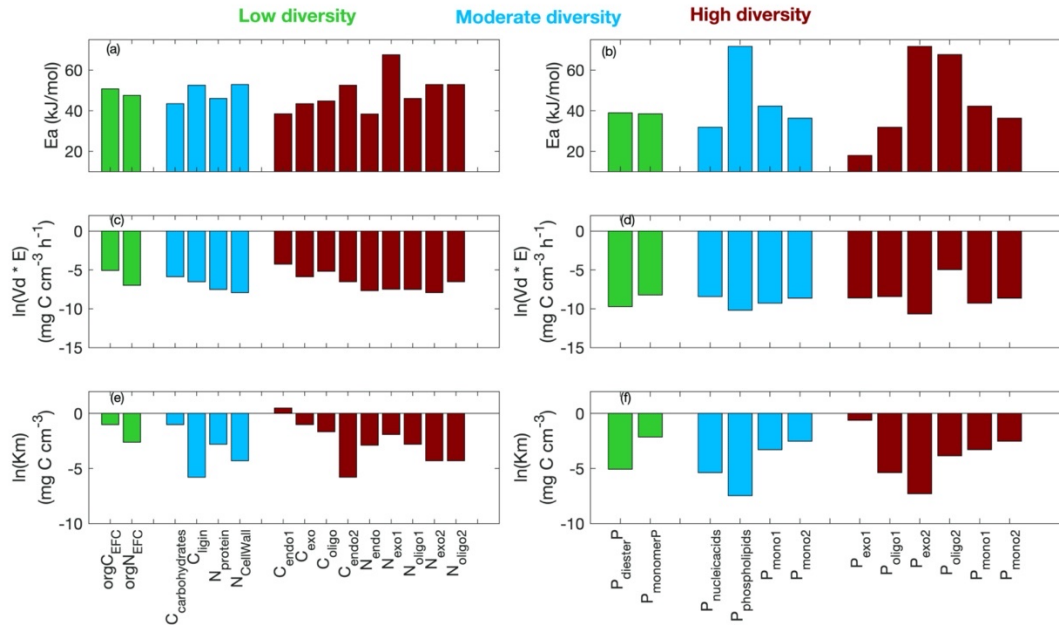 Low diversity Moderate diversity High diversity
(a)
Ea (kJ/mol)
60
40
20
(b)
Ea (kJ/mol)
60
40
20
(c)
ln(Vd * E)
(mg C cm-3 h-1)
0
-5
-10
-15
(d)
ln(Vd * E)
(mg C cm-3 h-1)
0
-5
-10
-15
(e)
ln(Km)
(mg C cm-3)
0
-5
-10
orgCEFC
orgNEFC
Ccarbohydrates
Cligin
Nprotein
NCellWall
Cendo1
Cexo
Coligo
Cendo2
Nendo
Nexo1
Noligo1
Nexo2
Noligo2
(f)
ln(Km)
(mg C cm-3)
0
-5
-10
PdiesterP
PmonomerP
Pnucleicacids
Pphospholipids
Pmono1
Pmono2
Pexo1
Poligo1
Pexo2
Poligo2
Pmono1
Pmono2